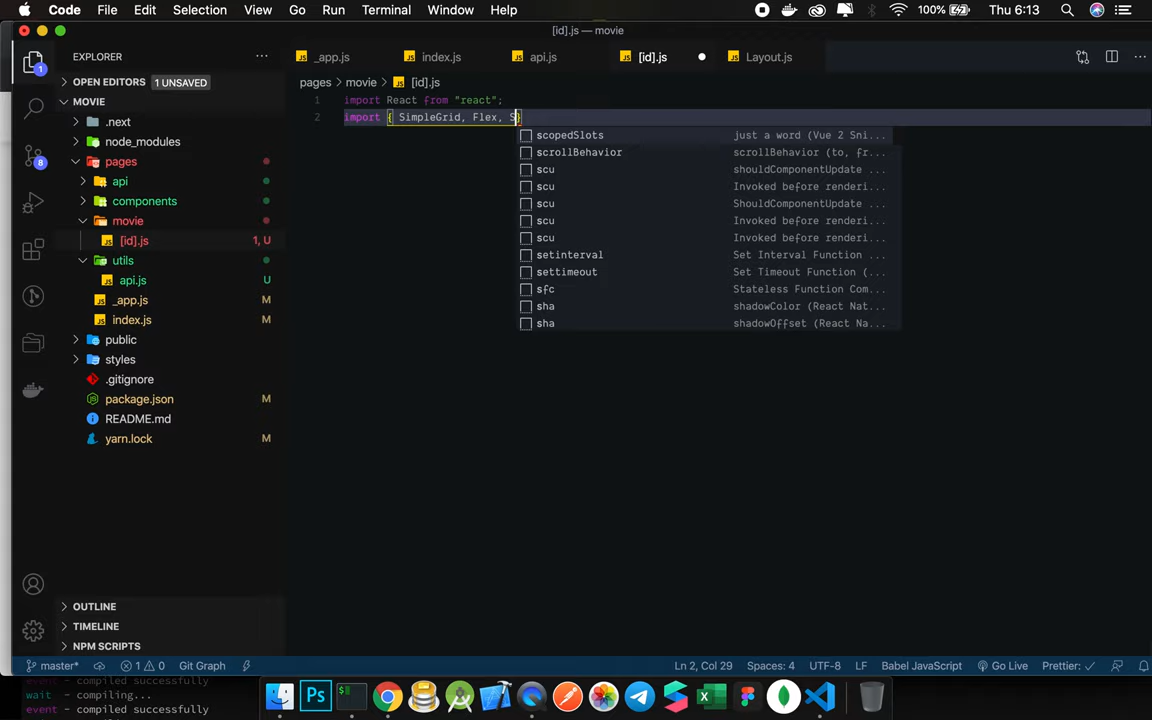 Code File Edit Selection View Go Run Terminal Window Help 100% Thu 6:13
[id].js — movie
EXPLORER
_app.js index.js api.js [id].js Layout.js
OPEN EDITORS 1 UNSAVED
pages movie [id].js
MOVIE
1 import React from "react";
.next
2 import { SimpleGrid, Flex, S}
node_modules
scopedSlots just a word (Vue 2 Sni...
scrollBehavior scrollBehavior (to, fr...
pages
scu shouldComponentUpdate ...
api
scu Invoked before renderi...
components
scu ShouldComponentUpdate ...
movie
scu Invoked before renderi...
[id].js 1, U
scu Invoked before renderi...
utils
setinterval Set Interval Function ...
api.js U
settimeout Set Timeout Function (...
_app.js M
sfc Stateless Function Com...
sha shadowColor (React Nat...
index.js M
sha shadowOffset (React Na...
public
styles
.gitignore
package.json M
README.md
yarn.lock M
1
8
OUTLINE
TIMELINE
NPM SCRIPTS
master* 1 0 Git Graph Ln 2, Col 29 Spaces: 4 UTF-8 LF Babel JavaScript Go Live Prettier: ✓
event - compiled successfully
wait - compiling...
event - compiled successfully
Ps
$
X